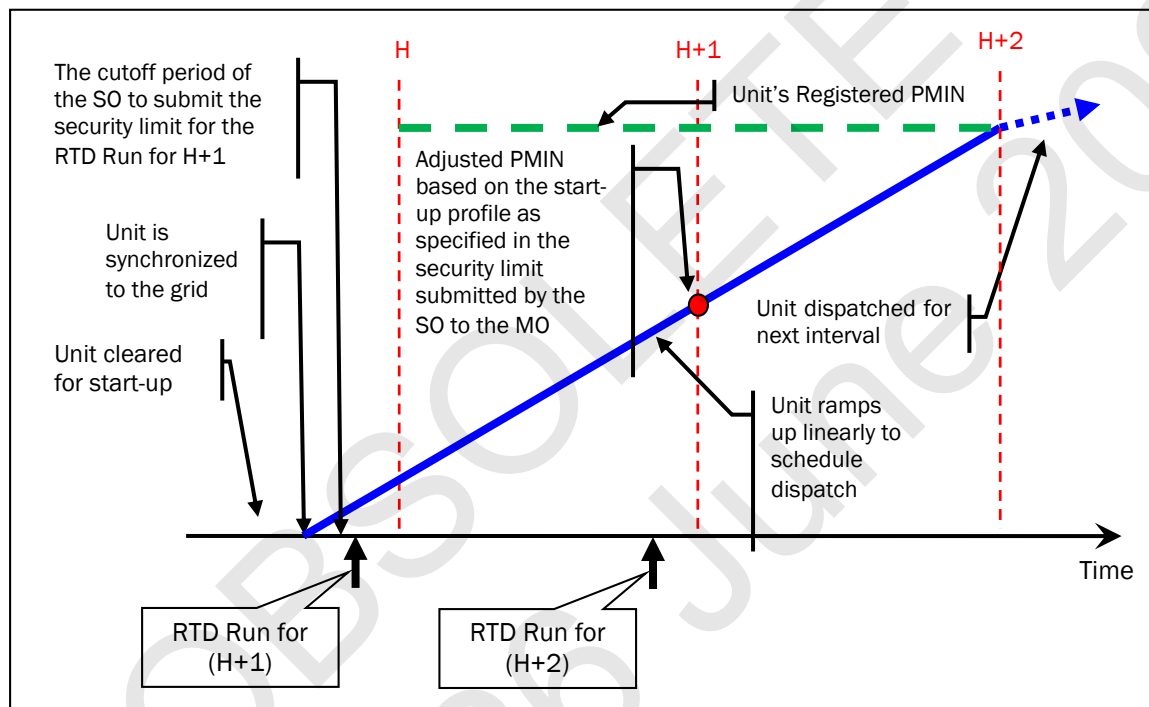 H
H+1
H+2
The cutoff period of
the SO to submit the
security limit for the
RTD Run for H+1
Unit's Registered PMIN
Adjusted PMIN
based on the start-
up profile as
specified in the
security limit
submitted by the
SO to the MO
Unit is
synchronized
to the grid
Unit cleared
for start-up
Unit dispatched for
next interval
Unit ramps
up linearly to
schedule
dispatch
Time
RTD Run for
(H+1)
RTD Run for
(H+2)
OBSOLETE
June